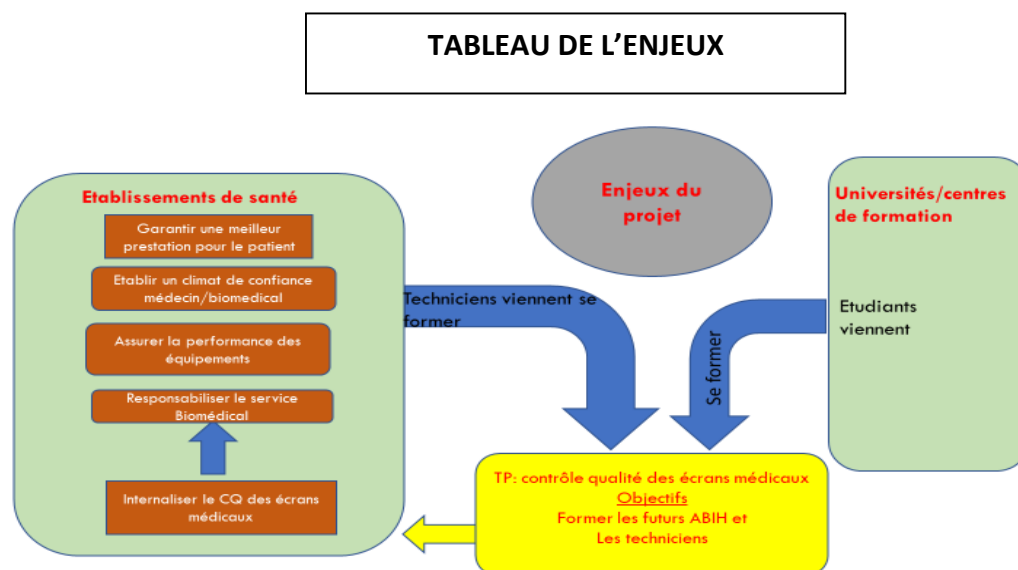 TABLEAU DE L’ENJEUX
Enjeux du
projet
Etablissements de santé
Garantir une meilleur
prestation pour le patient
Etablir un climat de confiance
médecin/biomedical
Assurer la performance des
équipements
Responsabiliser le service
Biomédical
Internaliser le CQ des écrans
médicaux
Techniciens viennent se
former
Universités/centres
de formation
Etudiants
viennent
Se former
TP: contrôle qualité des écrans médicaux
Objectifs
Former les futurs ABIH et
Les techniciens